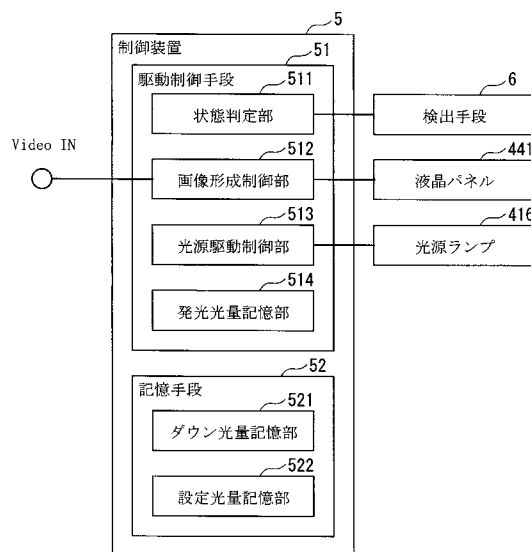 5
制御装置
51
駆動制御手段
511
状態判定部
6
検出手段
Video IN
512
画像形成制御部
441
液晶パネル
513
光源駆動制御部
416
光源ランプ
514
発光光量記憶部
52
記憶手段
521
ダウン光量記憶部
522
設定光量記憶部